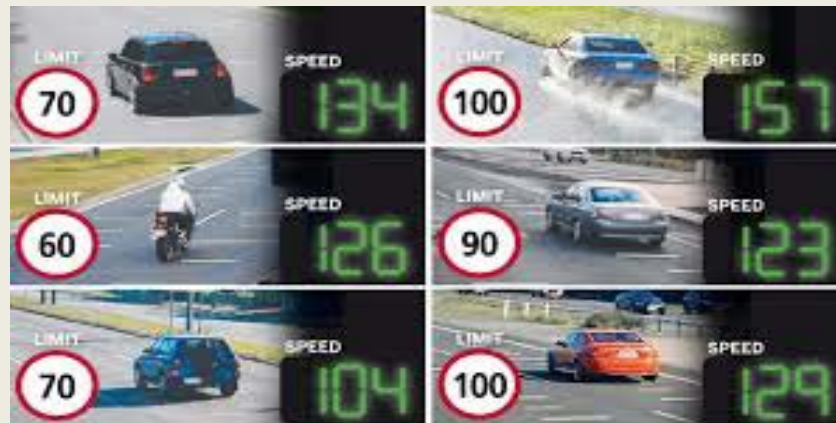 LIMIT
70
SPEED
134
LIMIT
100
SPEED
157
LIMIT
60
SPEED
126
LIMIT
90
SPEED
123
LIMIT
70
SPEED
104
LIMIT
100
SPEED
129